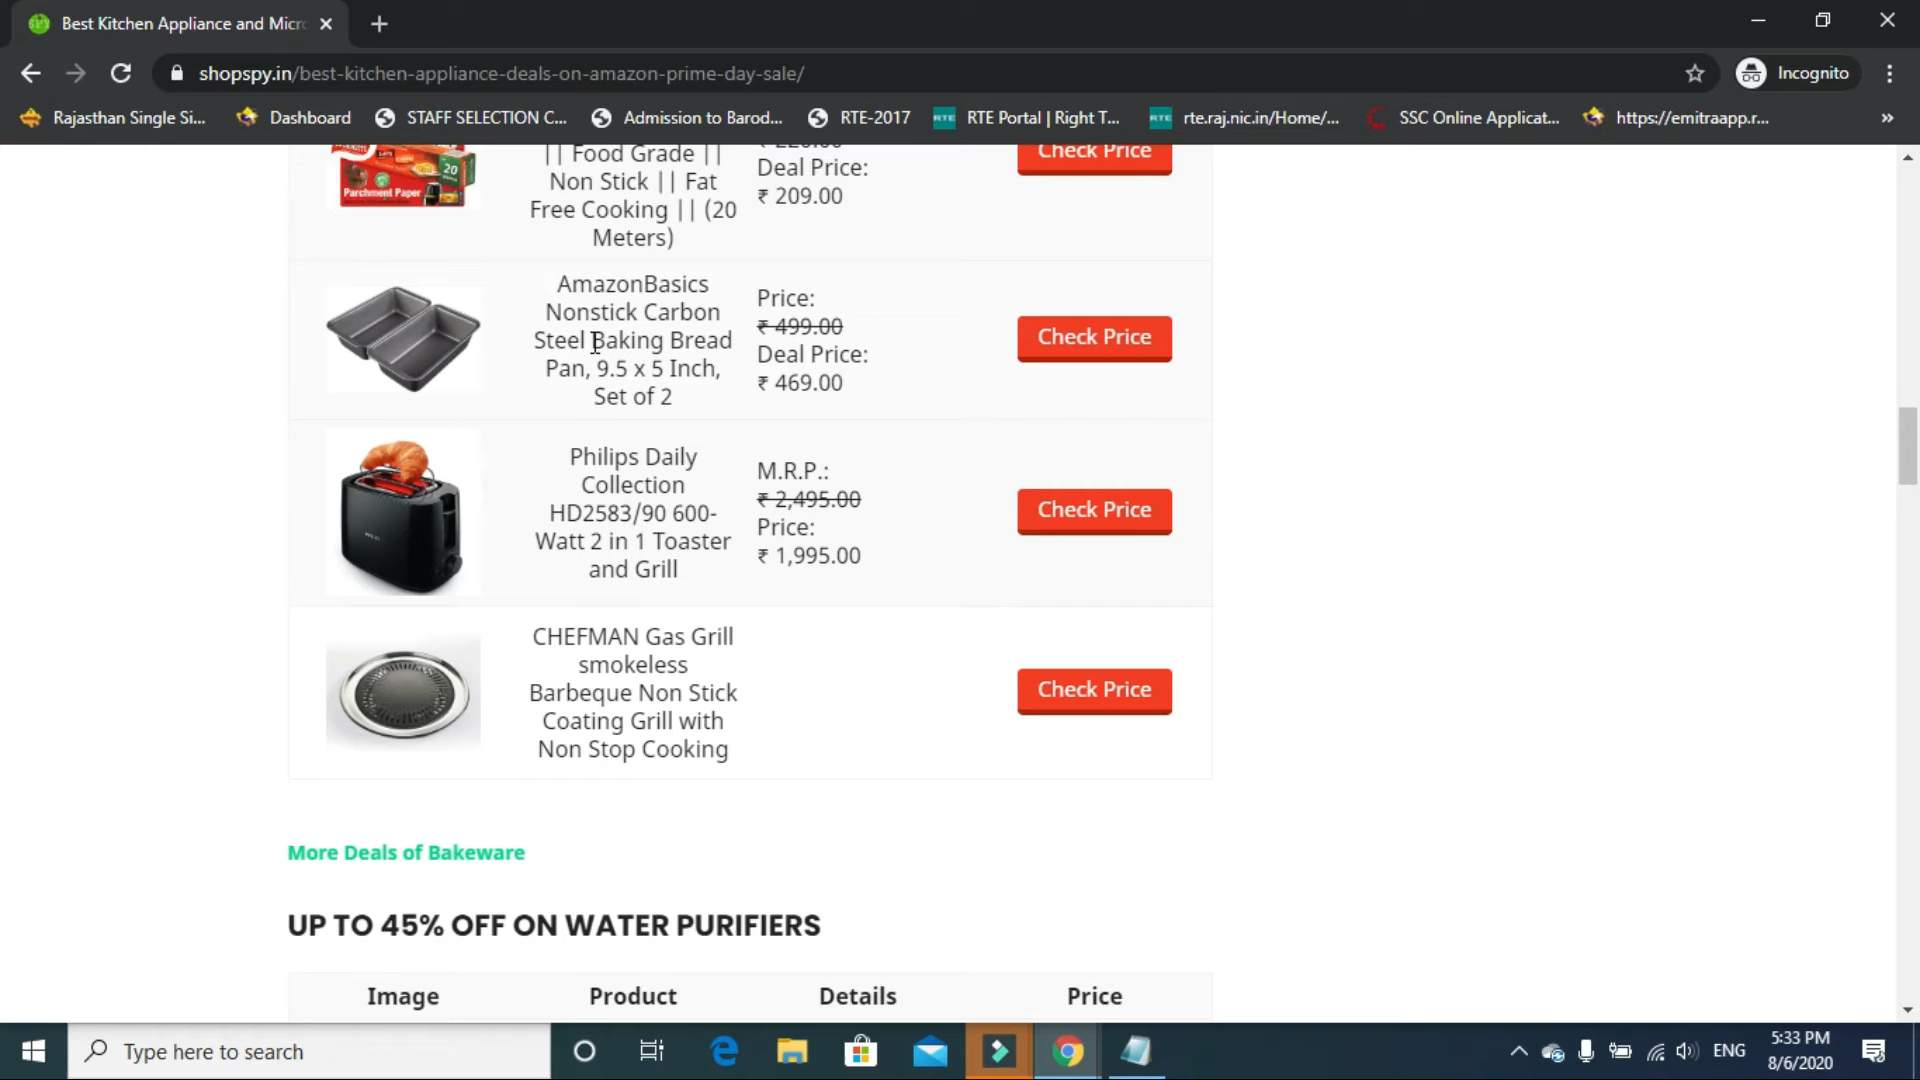 Best Kitchen Appliance and Micr
shopspy.in/best-kitchen-appliance-deals-on-amazon-prime-day-sale/
Incognito
Rajasthan Single Si...
Dashboard
STAFF SELECTION C...
Admission to Barod...
RTE-2017
RTE
RTE Portal | Right T...
RTE
rte.raj.nic.in/Home/...
SSC Online Applicat...
https://emitraapp.r...
»
20
Parchment Paper
|| Food Grade ||
Non Stick || Fat
Free Cooking || (20
Meters)
Deal Price:
₹ 209.00
Check Price
AmazonBasics
Nonstick Carbon
Steel Baking Bread
Pan, 9.5 x 5 Inch,
Set of 2
Price:
₹ 499.00
Deal Price:
₹ 469.00
Check Price
Philips Daily
Collection
HD2583/90 600-
Watt 2 in 1 Toaster
and Grill
M.R.P.:
₹ 2,495.00
Price:
₹ 1,995.00
Check Price
CHEFMAN Gas Grill
smokeless
Barbeque Non Stick
Coating Grill with
Non Stop Cooking
Check Price
More Deals of Bakeware
UP TO 45% OFF ON WATER PURIFIERS
Image
Product
Details
Price
Type here to search
ENG
5:33 PM
8/6/2020